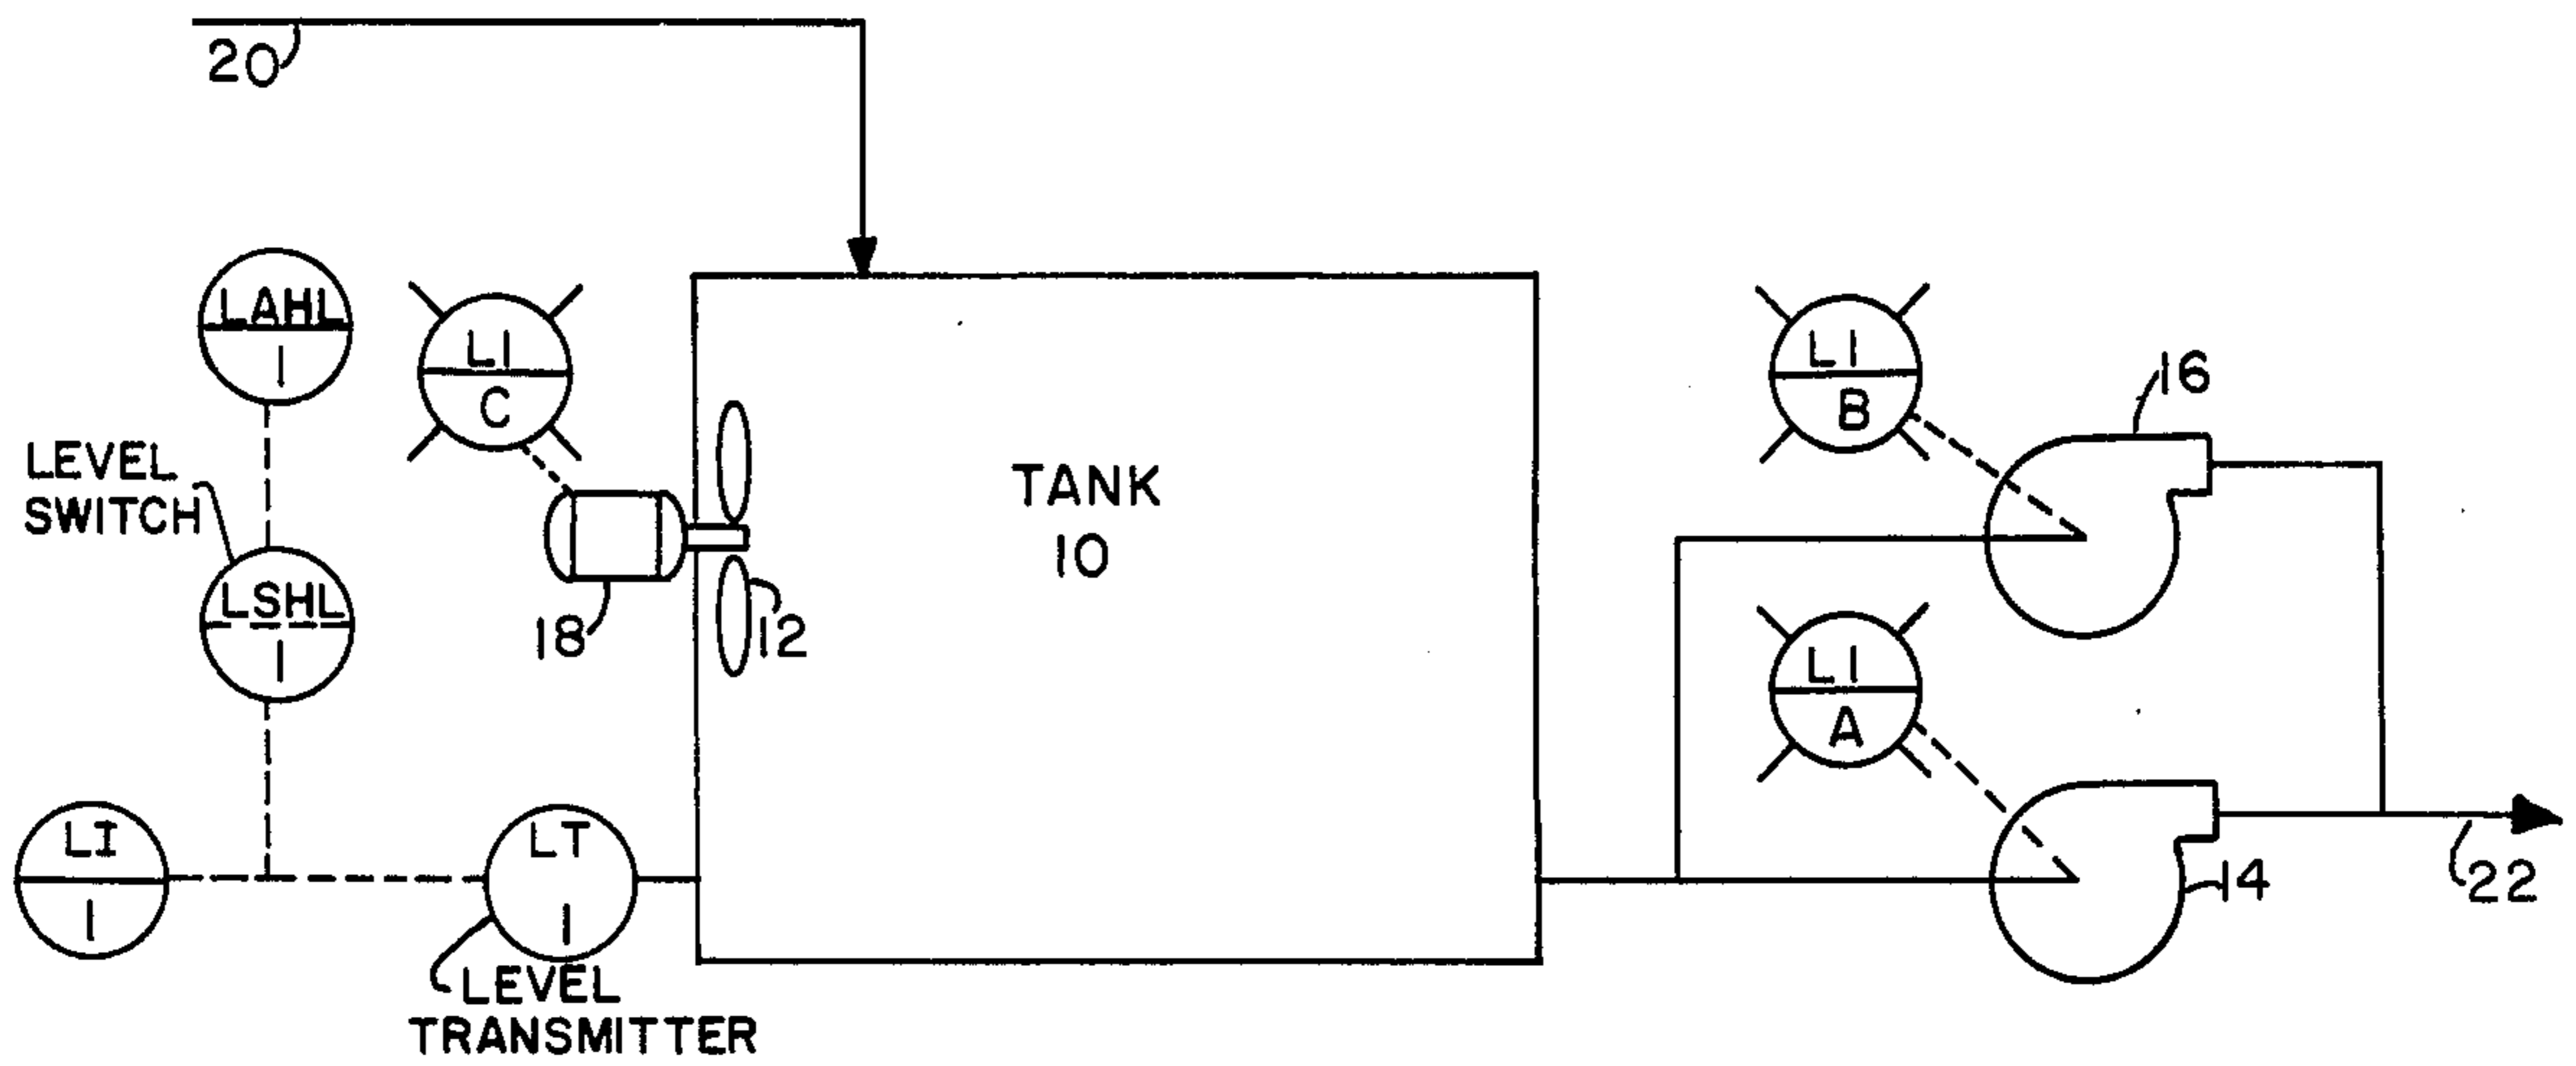 20
LAHL
1
LI
C
LI
B
16
LEVEL
SWITCH
TANK
10
LSHL
1
18
12
LI
A
LI
1
LT
1
14
22
LEVEL
TRANSMITTER